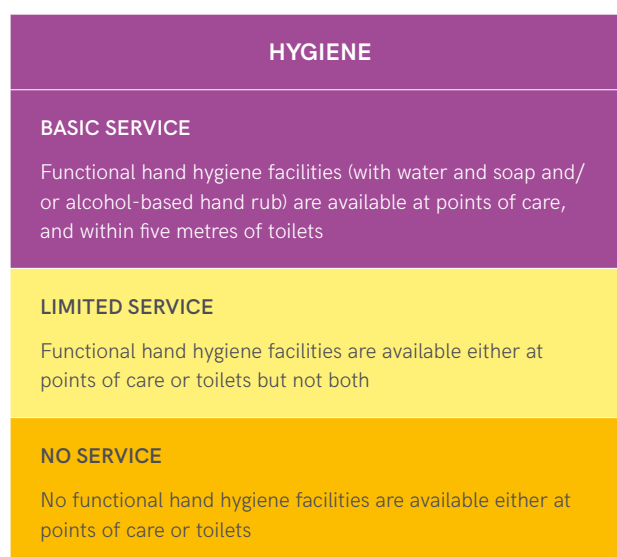 HYGIENE
BASIC SERVICE
Functional hand hygiene facilities (with water and soap and/
or alcohol-based hand rub) are available at points of care,
and within five metres of toilets
LIMITED SERVICE
Functional hand hygiene facilities are available either at
points of care or toilets but not both
NO SERVICE
No functional hand hygiene facilities are available either at
points of care or toilets